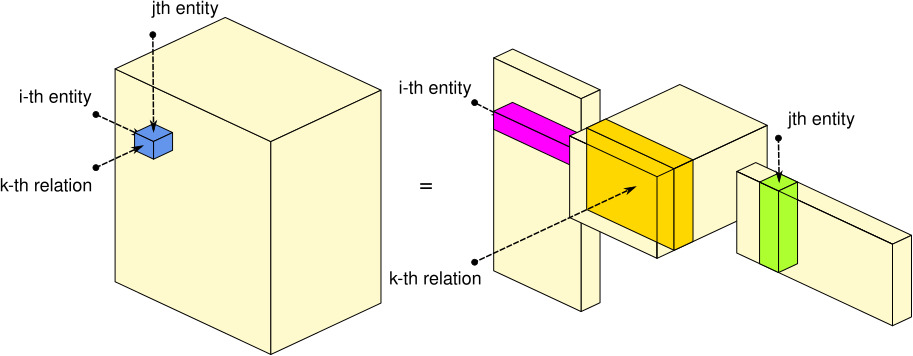 jth entity
i-th entity
k-th relation
=
i-th entity
jth entity
k-th relation